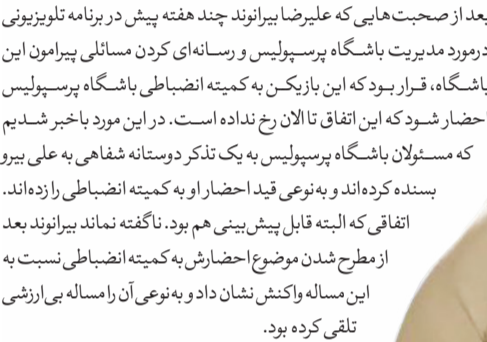 بعد از صحبت‌هایی که علیرضا بیرانوند چند هفته پیش در برنامه تلویزیونی
درمورد مدیریت باشگاه پرسپولیس و رسانه‌ای کردن مسائلی پیرامون این
باشگاه، قرار بود که این بازیکن به کمیته انضباطی باشگاه پرسپولیس
احضار شود که این اتفاق تا الان رخ نداده است. در این مورد باخبر شدیم
که مسئولان باشگاه پرسپولیس به یک تذکر دوستانه شفاهی به علی بیرو
بسنده کرده‌اند و به‌نوعی قید احضار او به کمیته انضباطی را زده‌اند.
اتفاقی که البته قابل پیش‌بینی هم بود. ناگفته نماند بیرانوند بعد
از مطرح شدن موضوع احضارش به کمیته انضباطی نسبت به
این مساله واکنش نشان داد و به‌نوعی آن را مساله بی‌ارزشی
تلقی کرده بود.